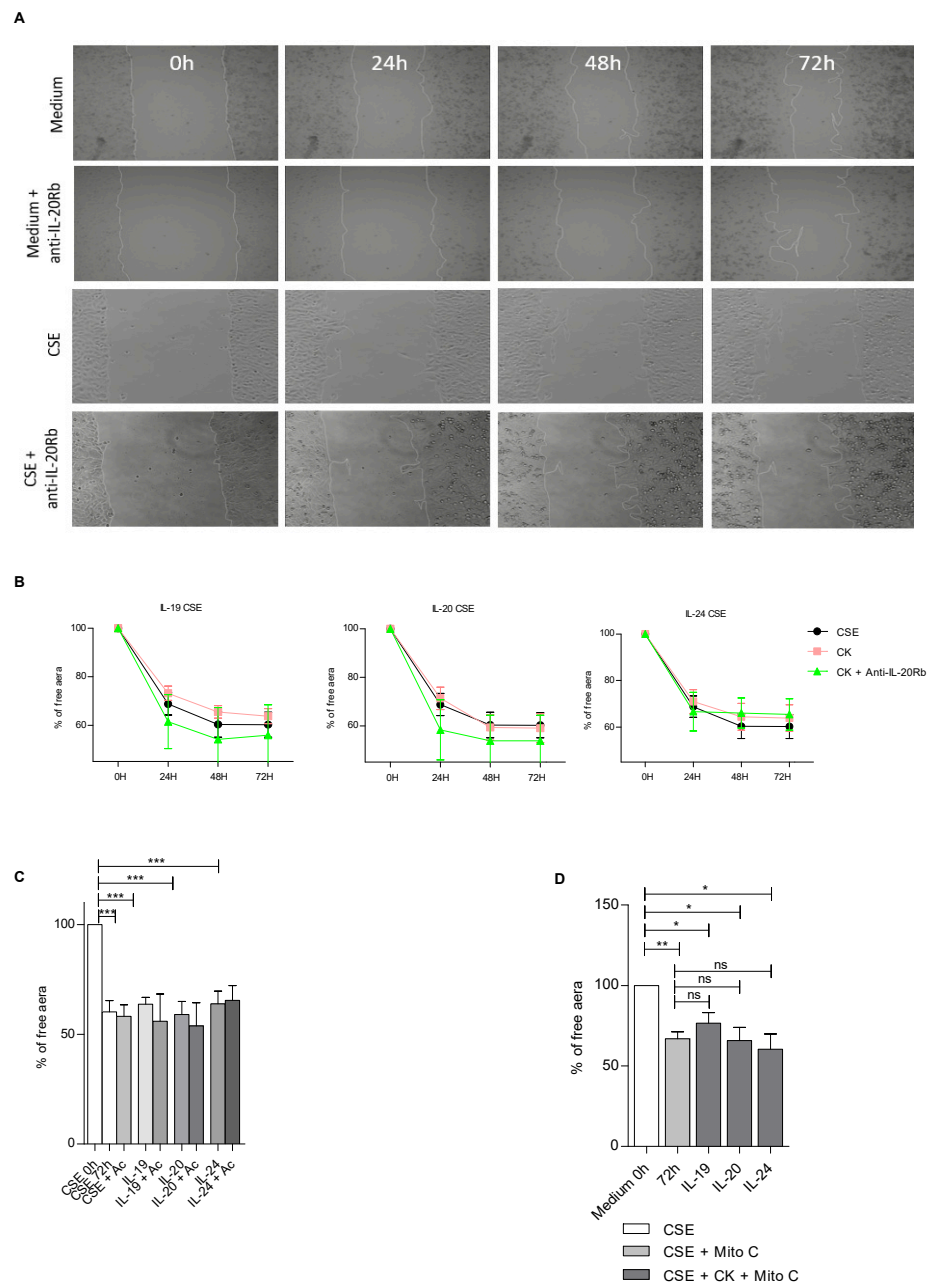 A
0h
24h
48h
72h
Medium
Medium +
anti-IL-20Rb
CSE
CSE +
anti-IL-20Rb
B
IL-19 CSE
100
80
60
% of free aera
0H
24H
48H
72H
IL-20 CSE
100
80
60
% of free aera
0H
24H
48H
72H
IL-24 CSE
100
80
60
% of free aera
0H
24H
48H
72H
CSE
CK
CK + Anti-IL-20Rb
C
***
***
***
***
100
50
0
% of free aera
CSE 0h
CSE 72h
CSE + Ac
IL-19
IL-19 + Ac
IL-20
IL-20 + Ac
IL-24
IL-24 + Ac
D
*
*
*
**
ns
ns
ns
150
100
50
0
% of free aera
Medium 0h
72h
IL-19
IL-20
IL-24
CSE
CSE + Mito C
CSE + CK + Mito C